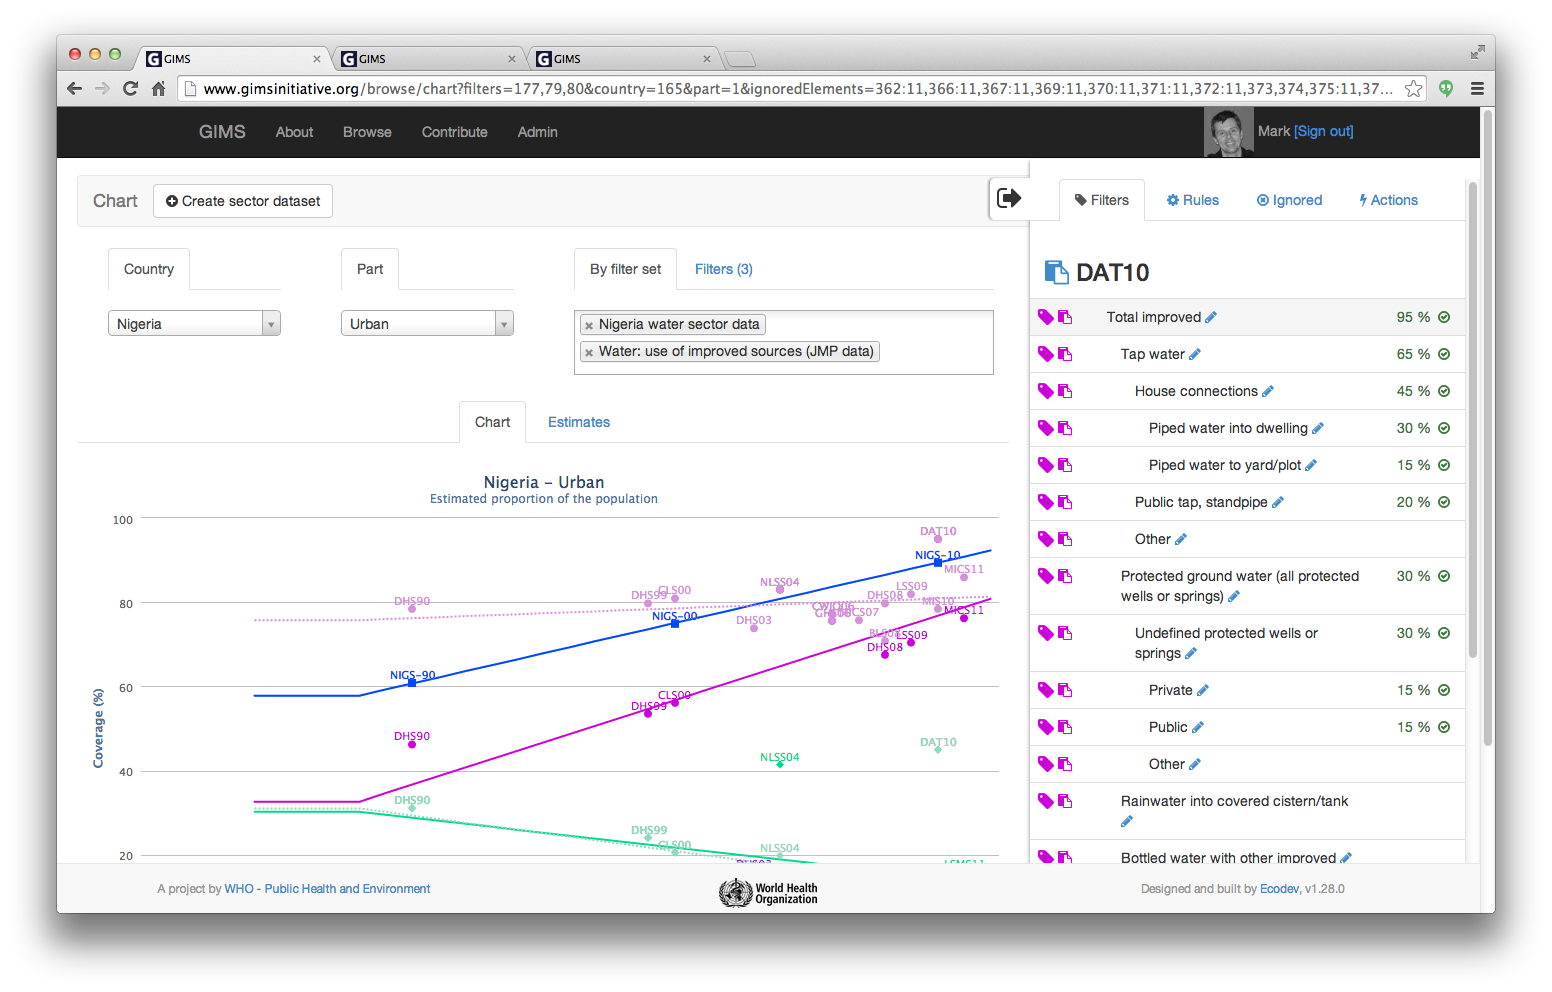 GIMS
GIMS
GIMS
www.gimsinitiative.org/browse/chart?filters=177,79,80&country=165&part=1&ignoredElements=362:11,366:11,367:11,369:11,370:11,371:11,372:11,373,374,375:11,37...
GIMS About Browse Contribute Admin
Mark [Sign out]
Chart Create sector dataset
Country Part By filter set Filters (3)
Nigeria Urban × Nigeria water sector data
× Water: use of improved sources (JMP data)
Chart Estimates
Nigeria – Urban
Estimated proportion of the population
Coverage (%)
100
80
60
40
20
DAT10
NIGS-10
MICS11
NLSS04
LSS09
CLS00
DHS99
DHS08
DHS90
MIS10
MICS11
NIGS-00
DHS03
LSS09
DHS08
NIGS-90
CLS00
DHS99
DHS90
DAT10
NLSS04
DHS90
DHS99
CLS00
NLSS04
Filters Rules Ignored Actions
DAT10
Total improved 95 %
Tap water 65 %
House connections 45 %
Piped water into dwelling 30 %
Piped water to yard/plot 15 %
Public tap, standpipe 20 %
Other
Protected ground water (all protected 30 %
wells or springs)
Undefined protected wells or 30 %
springs
Private 15 %
Public 15 %
Other
Rainwater into covered cistern/tank
Bottled water with other improved
A project by WHO - Public Health and Environment
World Health
Organization
Designed and built by Ecodev, v1.28.0